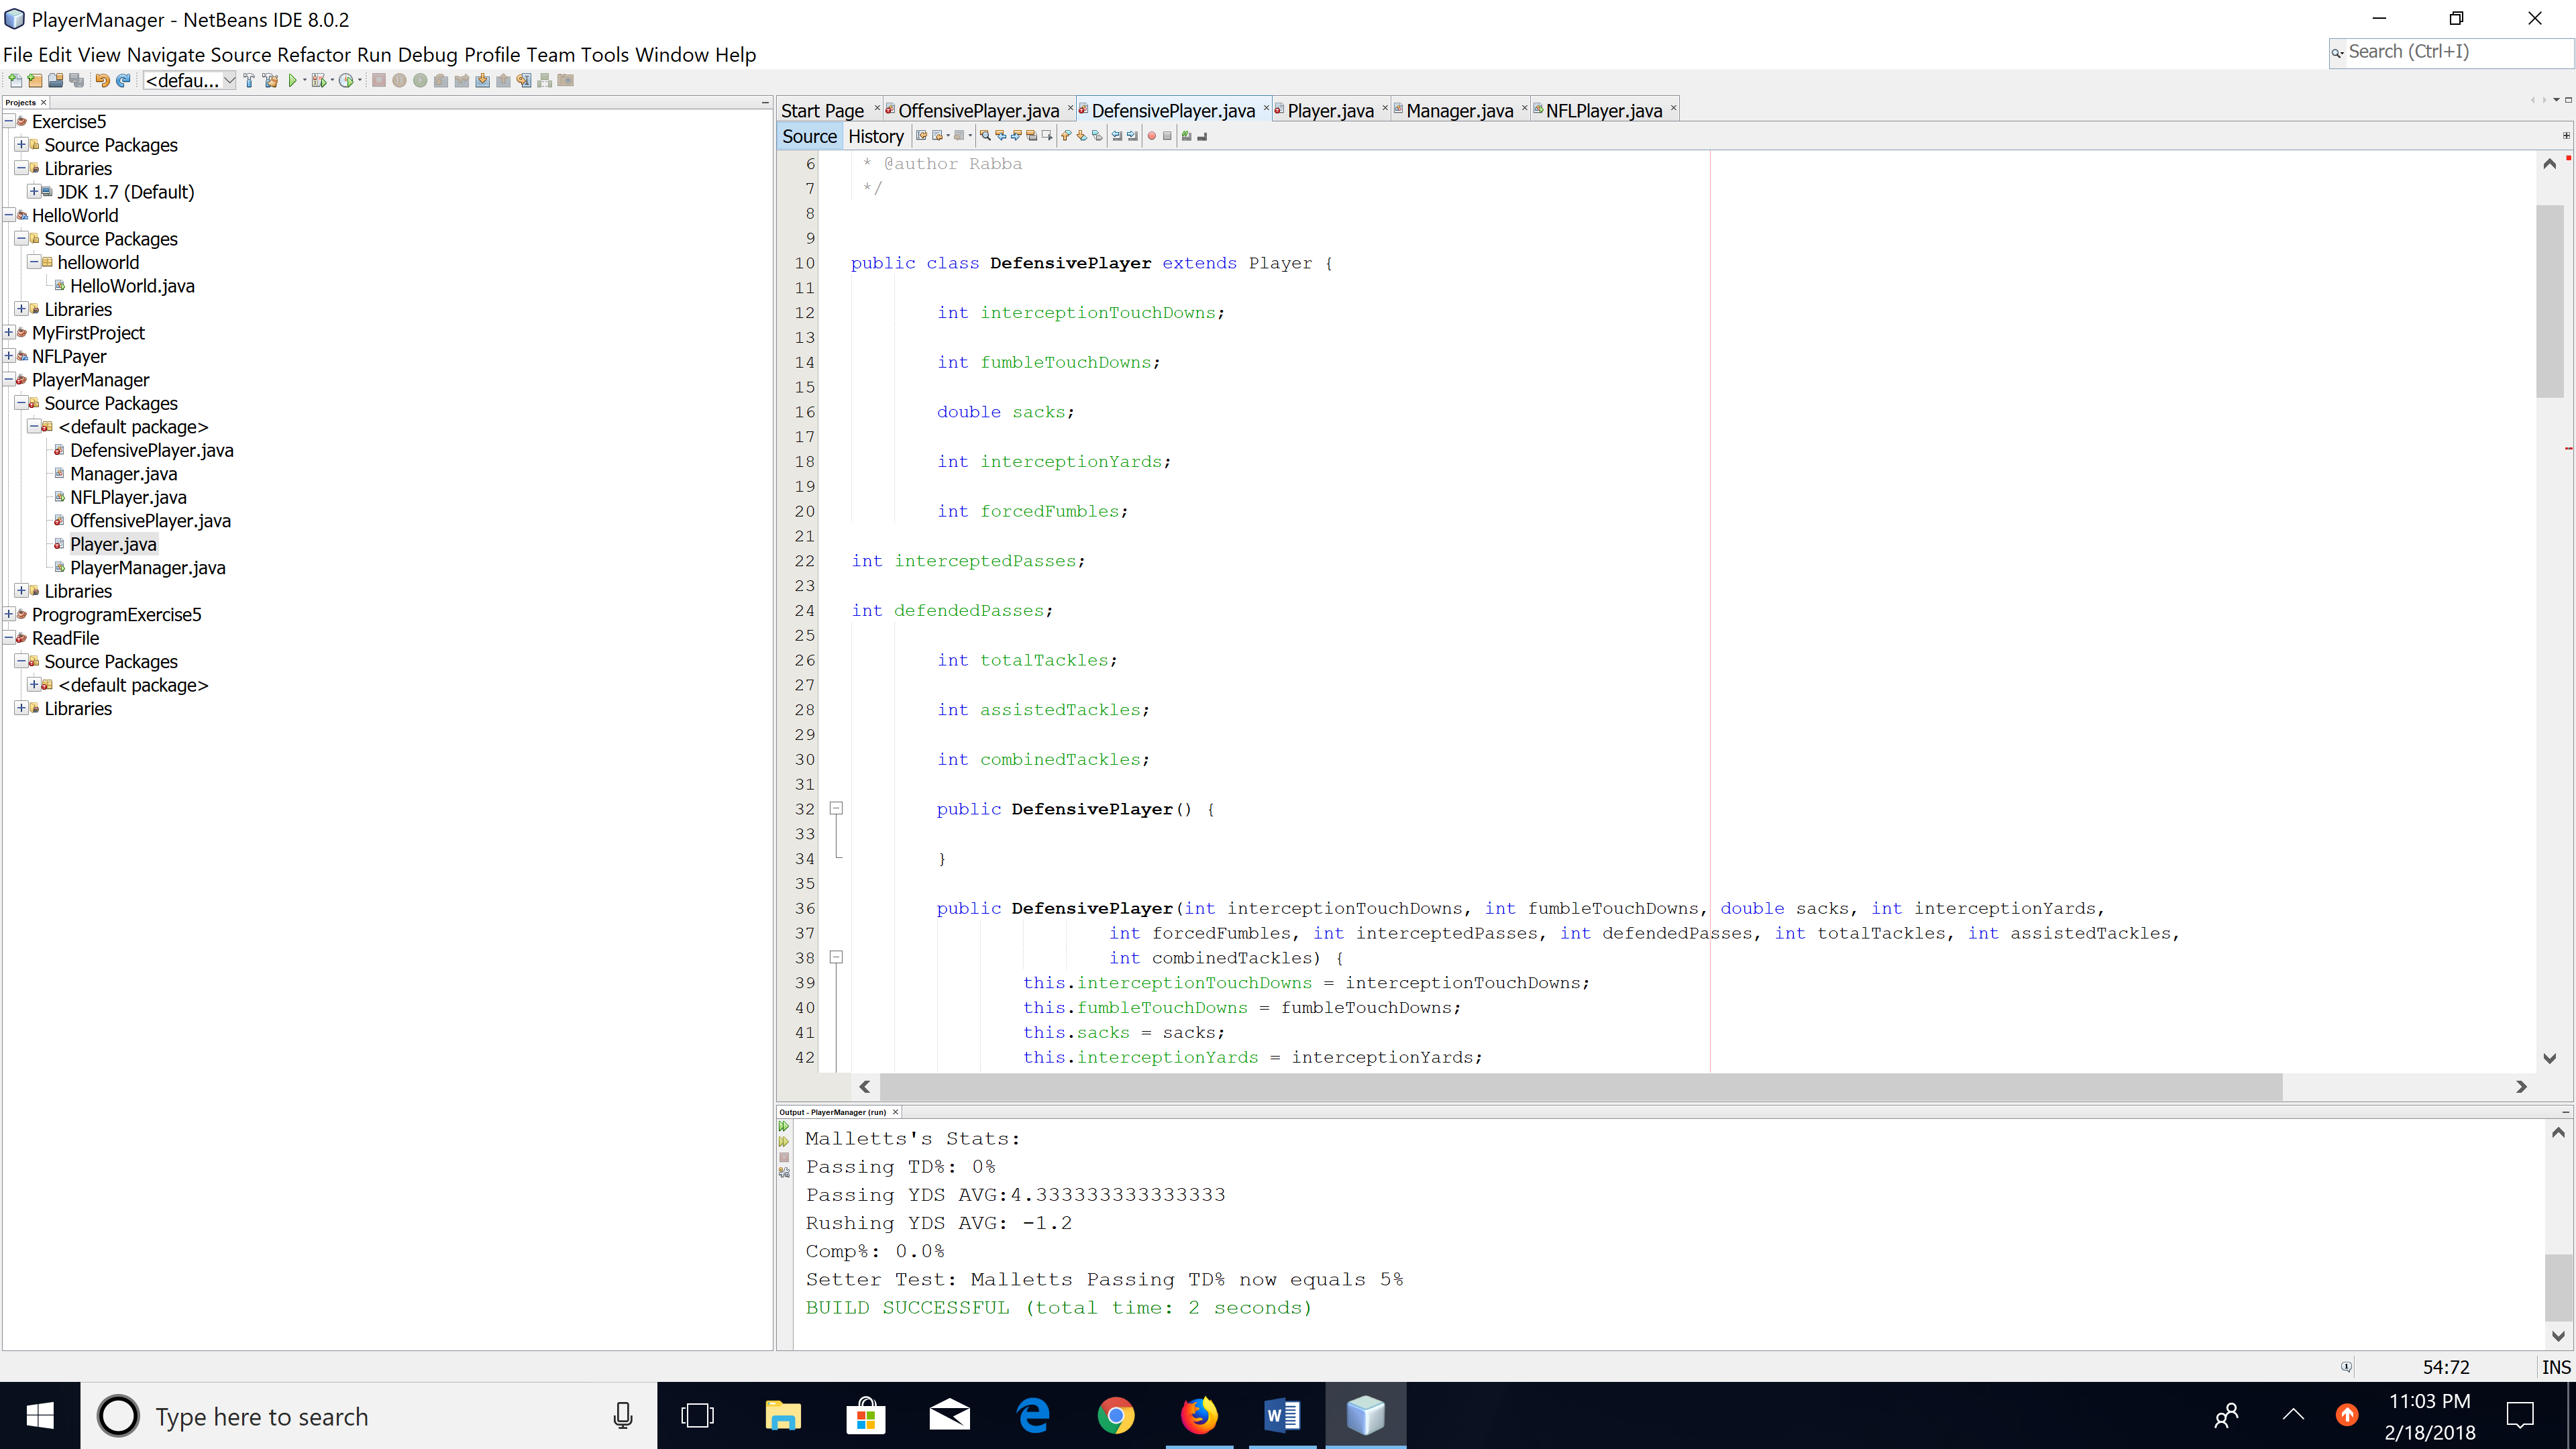 PlayerManager - NetBeans IDE 8.0.2
File Edit View Navigate Source Refactor Run Debug Profile Team Tools Window Help
Search (Ctrl+I)
<defau...
Projects
Exercise5
Source Packages
Libraries
JDK 1.7 (Default)
HelloWorld
Source Packages
helloworld
HelloWorld.java
Libraries
MyFirstProject
NFLPayer
PlayerManager
Source Packages
<default package>
DefensivePlayer.java
Manager.java
NFLPlayer.java
OffensivePlayer.java
Player.java
PlayerManager.java
Libraries
ProgrogramExercise5
ReadFile
Source Packages
<default package>
Libraries
Start Page OffensivePlayer.java DefensivePlayer.java Player.java Manager.java NFLPlayer.java
Source History
6 * @author Rabba
7 */
8
9
10 public class DefensivePlayer extends Player {
11
12 int interceptionTouchDowns;
13
14 int fumbleTouchDowns;
15
16 double sacks;
17
18 int interceptionYards;
19
20 int forcedFumbles;
21
22 int interceptedPasses;
23
24 int defendedPasses;
25
26 int totalTackles;
27
28 int assistedTackles;
29
30 int combinedTackles;
31
32 public DefensivePlayer() {
33
34 }
35
36 public DefensivePlayer(int interceptionTouchDowns, int fumbleTouchDowns, double sacks, int interceptionYards,
37 int forcedFumbles, int interceptedPasses, int defendedPasses, int totalTackles, int assistedTackles,
38 int combinedTackles) {
39 this.interceptionTouchDowns = interceptionTouchDowns;
40 this.fumbleTouchDowns = fumbleTouchDowns;
41 this.sacks = sacks;
42 this.interceptionYards = interceptionYards;
Output - PlayerManager (run)
Malletts's Stats:
Passing TD%: 0%
Passing YDS AVG:4.333333333333333
Rushing YDS AVG: -1.2
Comp%: 0.0%
Setter Test: Malletts Passing TD% now equals 5%
BUILD SUCCESSFUL (total time: 2 seconds)
54:72 INS
Type here to search
11:03 PM
2/18/2018